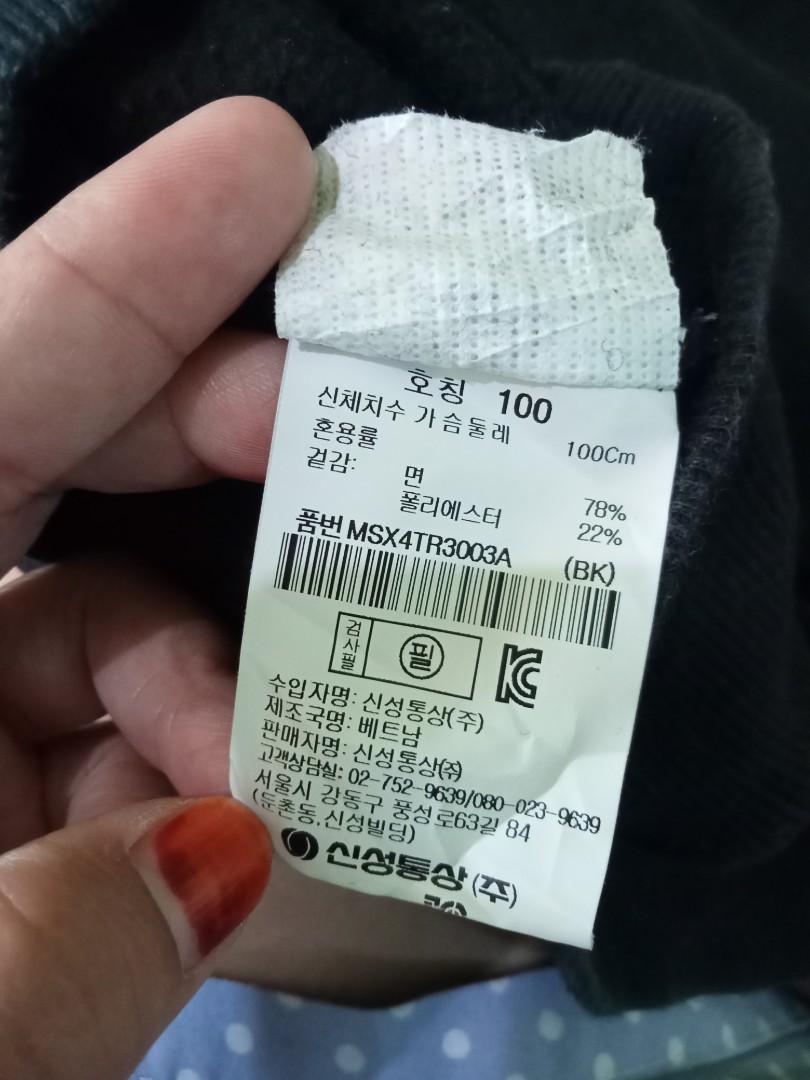 호칭 100
신체치수 가슴둘레 100Cm
혼용률
겉감: 면 78%
폴리에스터 22%
품번 MSX4TR3003A (BK)
검사필 필
수입자명: 신성통상(주)
제조국명: 베트남
판매자명: 신성통상㈜
고객상담실: 02-752-9639/080-023-9639
서울시 강동구 풍성로63길 84
(둔촌동,신성빌딩)
신성통상(주)